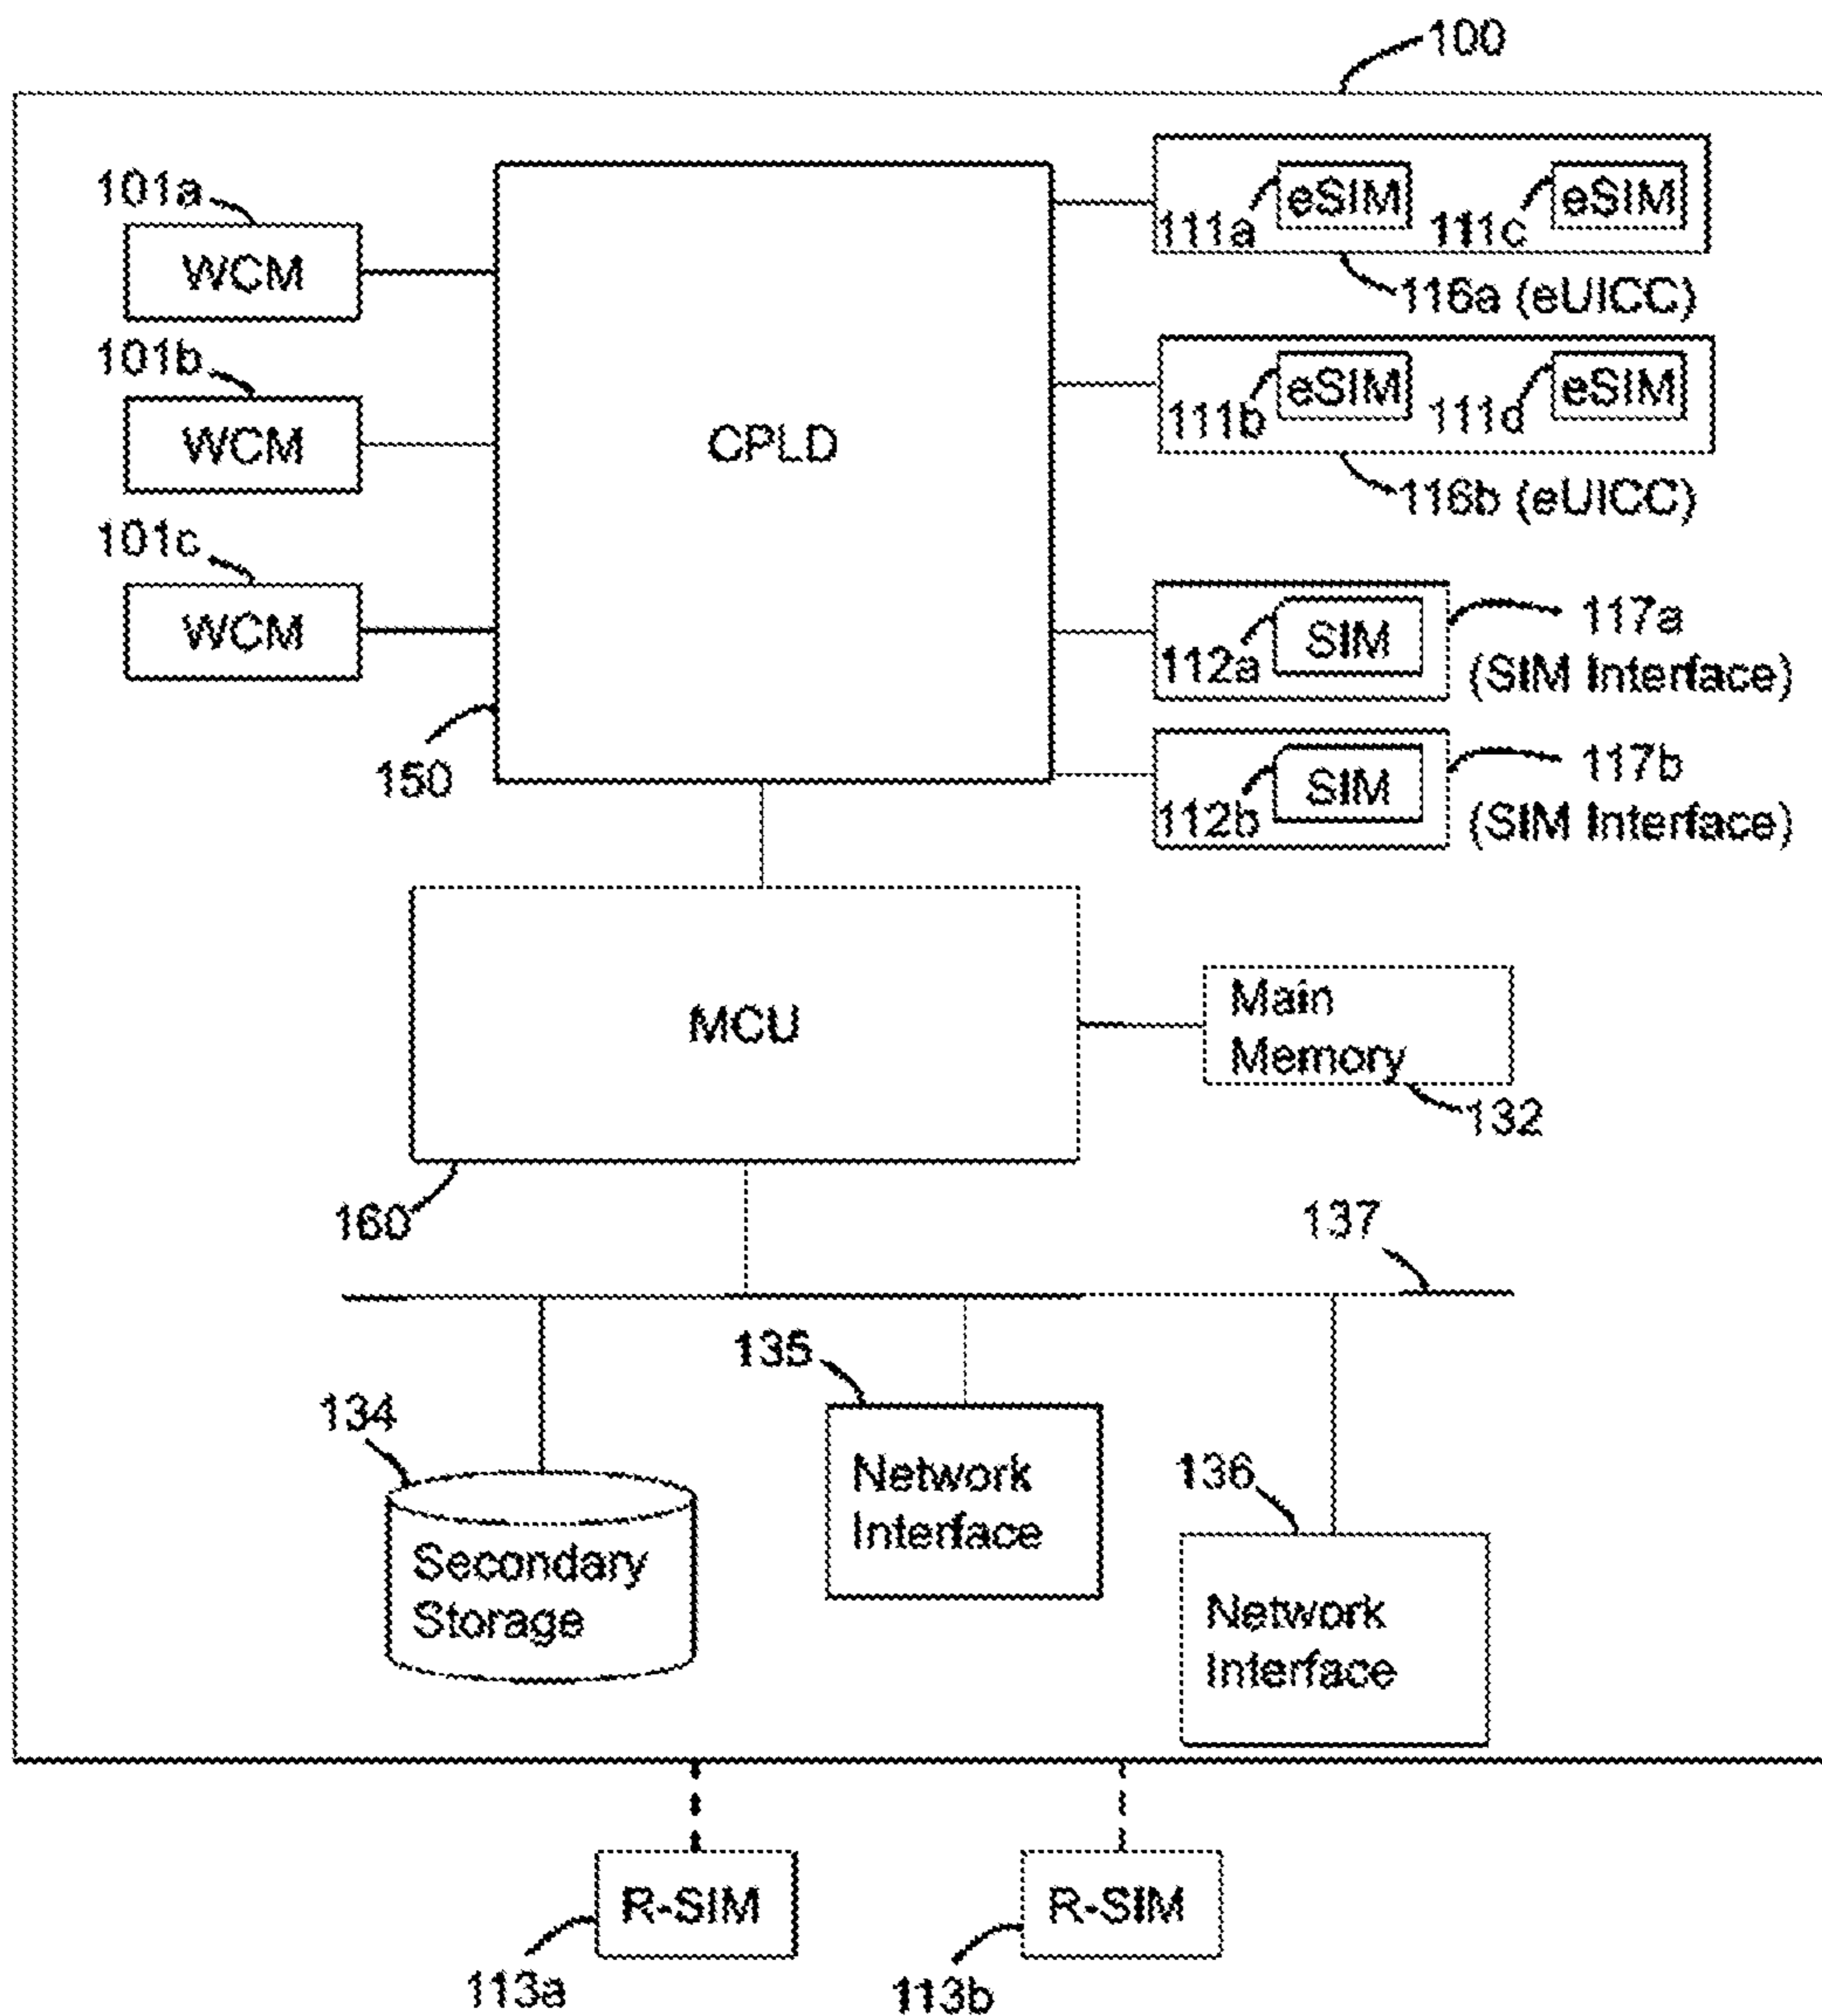 100
101a
WCM
101b
WCM
101c
WCM
CPLD
150
eSIM
eSIM
111a
111c
116a (eUICC)
eSIM
eSIM
111b
111d
116b (eUICC)
SIM
112a
117a
(SIM Interface)
SIM
112b
117b
(SIM Interface)
MCU
160
Main
Memory
132
137
134
Secondary
Storage
135
Network
Interface
136
Network
Interface
R-SIM
113a
R-SIM
113b